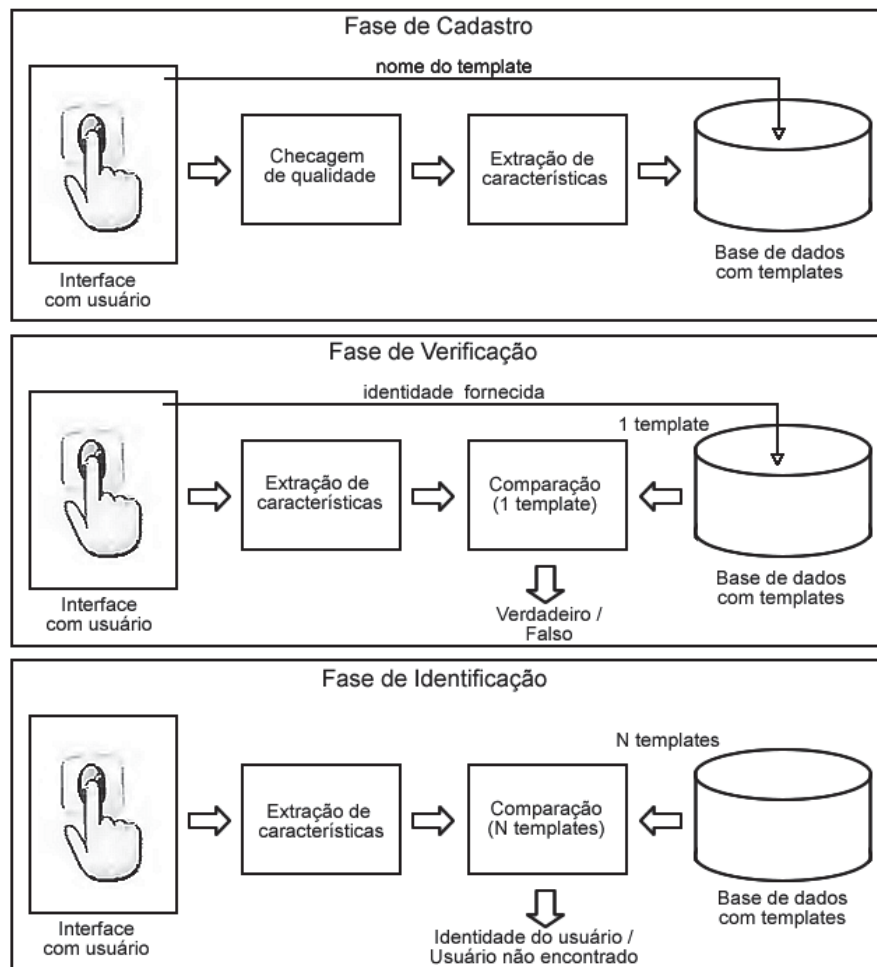 Fase de Cadastro
nome do template
Checagem
de qualidade
Extração de
características
Interface
com usuário
Base de dados
com templates
Fase de Verificação
identidade fornecida
1 template
Extração de
características
Comparação
(1 template)
Interface
com usuário
Verdadeiro /
Falso
Base de dados
com templates
Fase de Identificação
N templates
Extração de
características
Comparação
(N templates)
Interface
com usuário
Identidade do usuário /
Usuário não encontrado
Base de dados
com templates